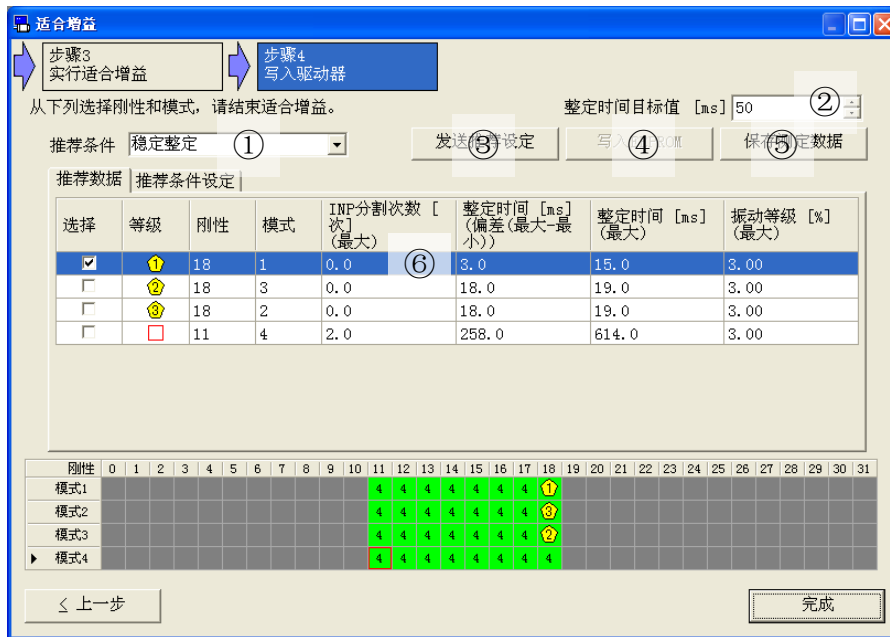 适合增益
步骤3
实行适合增益
步骤4
写入驱动器
从下列选择刚性和模式，请结束适合增益。
整定时间目标值 [ms] 50 ②
推荐条件 稳定整定 ①
发送推荐设定 ③
写入EEPROM ④
保存测定数据 ⑤
推荐数据 推荐条件设定
选择 等级 刚性 模式 INP分割次数 [次] (最大) 整定时间 [ms] (偏差(最大-最小)) 整定时间 [ms] (最大) 振动等级 [%] (最大)
1 18 1 0.0 ⑥ 3.0 15.0 3.00
2 18 3 0.0 18.0 19.0 3.00
3 18 2 0.0 18.0 19.0 3.00
11 4 2.0 258.0 614.0 3.00
刚性 0 1 2 3 4 5 6 7 8 9 10 11 12 13 14 15 16 17 18 19 20 21 22 23 24 25 26 27 28 29 30 31
模式1 4 4 4 4 4 4 4 1
模式2 4 4 4 4 4 4 4 3
模式3 4 4 4 4 4 4 4 2
模式4 4 4 4 4 4 4 4 4
< 上一步
完成